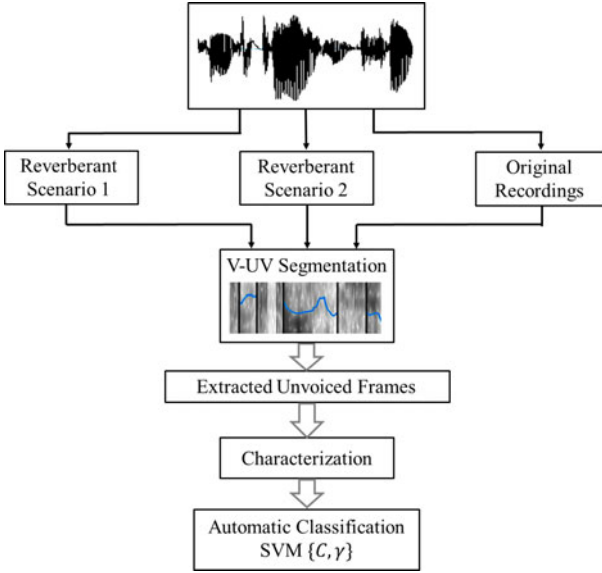 Reverberant
Scenario 1
Reverberant
Scenario 2
Original
Recordings
V-UV Segmentation
Extracted Unvoiced Frames
Characterization
Automatic Classification
SVM {C, γ}